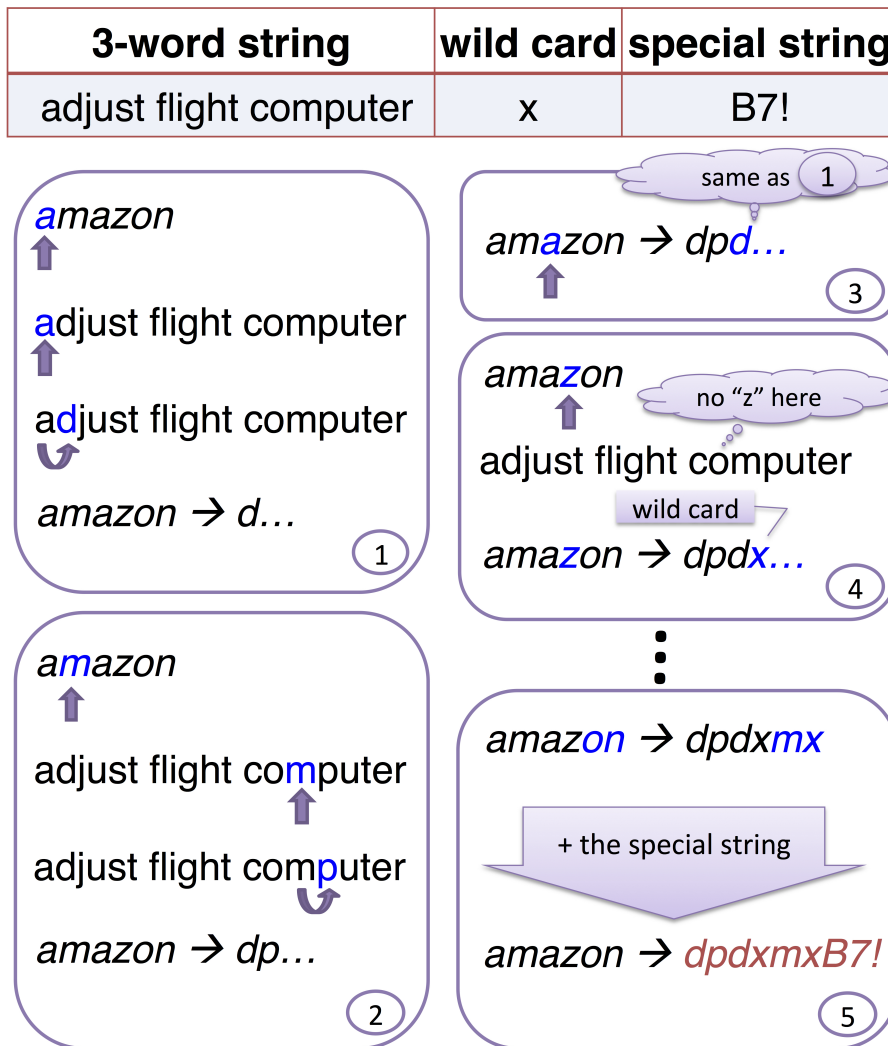 3-word string wild card special string
adjust flight computer x B7!
amazon
adjust flight computer
adjust flight computer
amazon → d...
1
amazon
adjust flight computer
adjust flight computer
amazon → dp...
2
same as 1
amazon → dpd...
3
amazon
no “z” here
adjust flight computer
wild card
amazon → dpdx...
4
amazon → dpdxmx
+ the special string
amazon → dpdxmxB7!
5